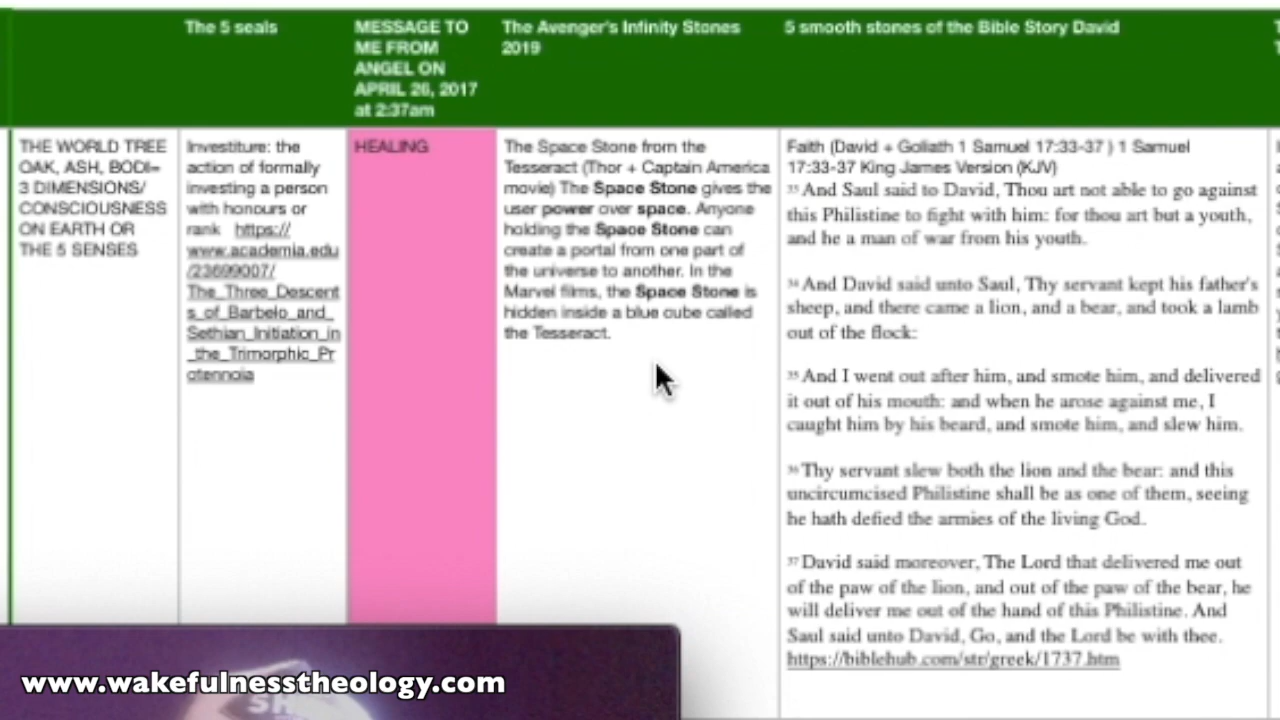 The 5 seals
MESSAGE TO
ME FROM
ANGEL ON
APRIL 26, 2017
at 2:37am
The Avenger's Infinity Stones
2019
5 smooth stones of the Bible Story David
THE WORLD TREE
OAK, ASH, BODI=
3 DIMENSIONS/
CONSCIOUSNESS
ON EARTH OR
THE 5 SENSES
Investiture: the
action of formally
investing a person
with honours or
rank https://
www.academia.edu
/23699007/
The_Three_Descent
s_of_Barbelo_and_
Sethian_Initiation_in
_the_Trimorphic_Pr
otennoia
HEALING
The Space Stone from the
Tesseract (Thor + Captain America
movie) The Space Stone gives the
user power over space. Anyone
holding the Space Stone can
create a portal from one part of
the universe to another. In the
Marvel films, the Space Stone is
hidden inside a blue cube called
the Tesseract.
Faith (David + Goliath 1 Samuel 17:33-37 ) 1 Samuel
17:33-37 King James Version (KJV)
33 And Saul said to David, Thou art not able to go against
this Philistine to fight with him: for thou art but a youth,
and he a man of war from his youth.
34 And David said unto Saul, Thy servant kept his father's
sheep, and there came a lion, and a bear, and took a lamb
out of the flock:
35 And I went out after him, and smote him, and delivered
it out of his mouth: and when he arose against me, I
caught him by his beard, and smote him, and slew him.
36 Thy servant slew both the lion and the bear: and this
uncircumcised Philistine shall be as one of them, seeing
he hath defied the armies of the living God.
37 David said moreover, The Lord that delivered me out
of the paw of the lion, and out of the paw of the bear, he
will deliver me out of the hand of this Philistine. And
Saul said unto David, Go, and the Lord be with thee.
https://biblehub.com/str/greek/1737.htm
www.wakefulnesstheology.com